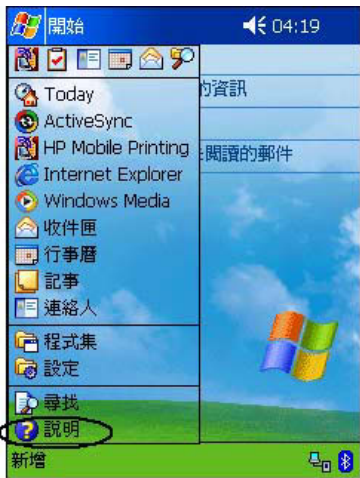 開始 04:19
Today
的資訊
ActiveSync
HP Mobile Printing
閱讀的郵件
Internet Explorer
Windows Media
收件匣
行事曆
記事
連絡人
程式集
設定
尋找
說明
新增